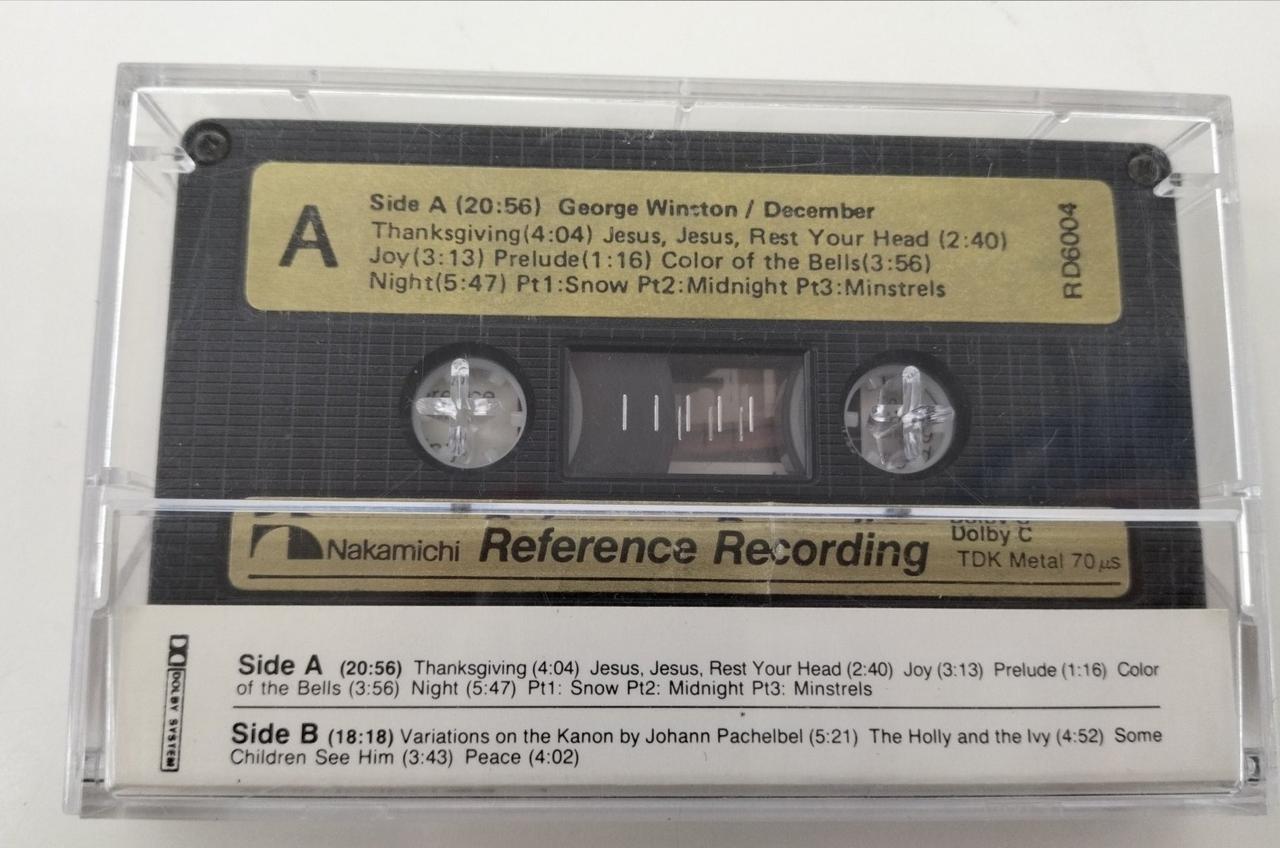 A
Side A (20:56) George Winston / December
Thanksgiving(4:04) Jesus, Jesus, Rest Your Head (2:40)
Joy(3:13) Prelude(1:16) Color of the Bells(3:56)
Night(5:47) Pt1:Snow Pt2:Midnight Pt3:Minstrels
RD6004
Nakamichi Reference Recording
Dolby C
TDK Metal 70μs
DOLBY SYSTEM
Side A (20:56) Thanksgiving (4:04) Jesus, Jesus, Rest Your Head (2:40) Joy (3:13) Prelude (1:16) Color
of the Bells (3:56) Night (5:47) Pt1: Snow Pt2: Midnight Pt3: Minstrels
Side B (18:18) Variations on the Kanon by Johann Pachelbel (5:21) The Holly and the Ivy (4:52) Some
Children See Him (3:43) Peace (4:02)